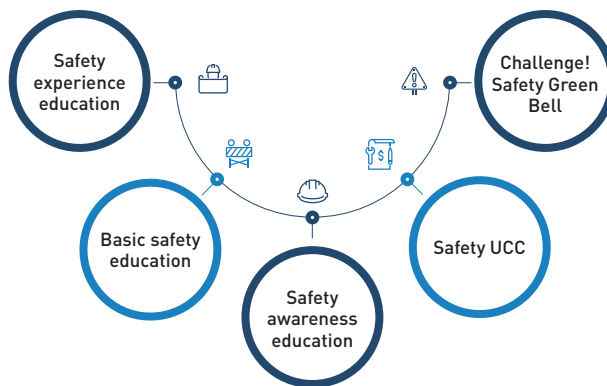 Safety
experience
education
Basic safety
education
Safety
awareness
education
Safety UCC
Challenge!
Safety Green
Bell
$